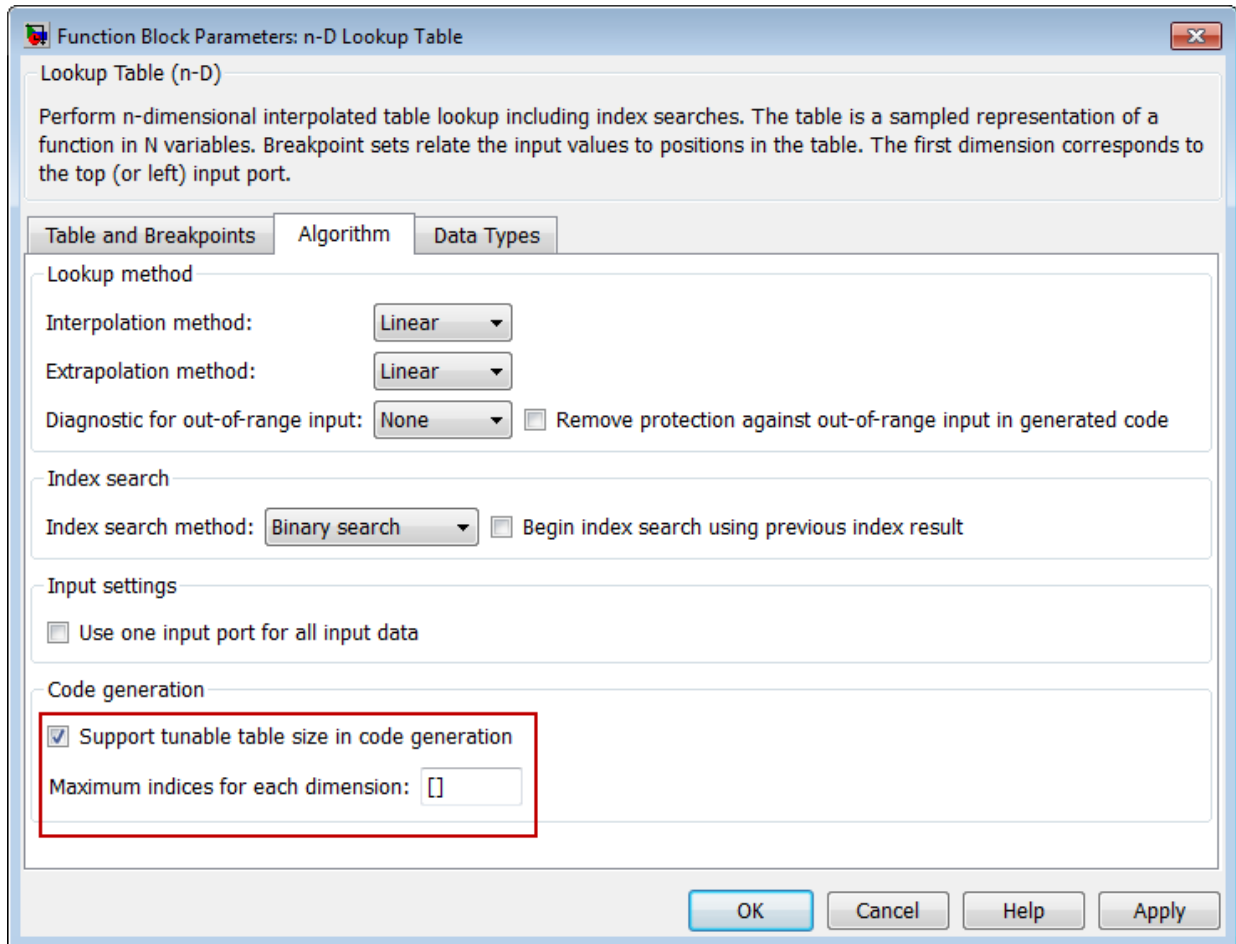 Function Block Parameters: n-D Lookup Table
Lookup Table (n-D)
Perform n-dimensional interpolated table lookup including index searches. The table is a sampled representation of a
function in N variables. Breakpoint sets relate the input values to positions in the table. The first dimension corresponds to
the top (or left) input port.
Table and Breakpoints Algorithm Data Types
Lookup method
Interpolation method: Linear
Extrapolation method: Linear
Diagnostic for out-of-range input: None Remove protection against out-of-range input in generated code
Index search
Index search method: Binary search Begin index search using previous index result
Input settings
Use one input port for all input data
Code generation
Support tunable table size in code generation
Maximum indices for each dimension: []
OK Cancel Help Apply